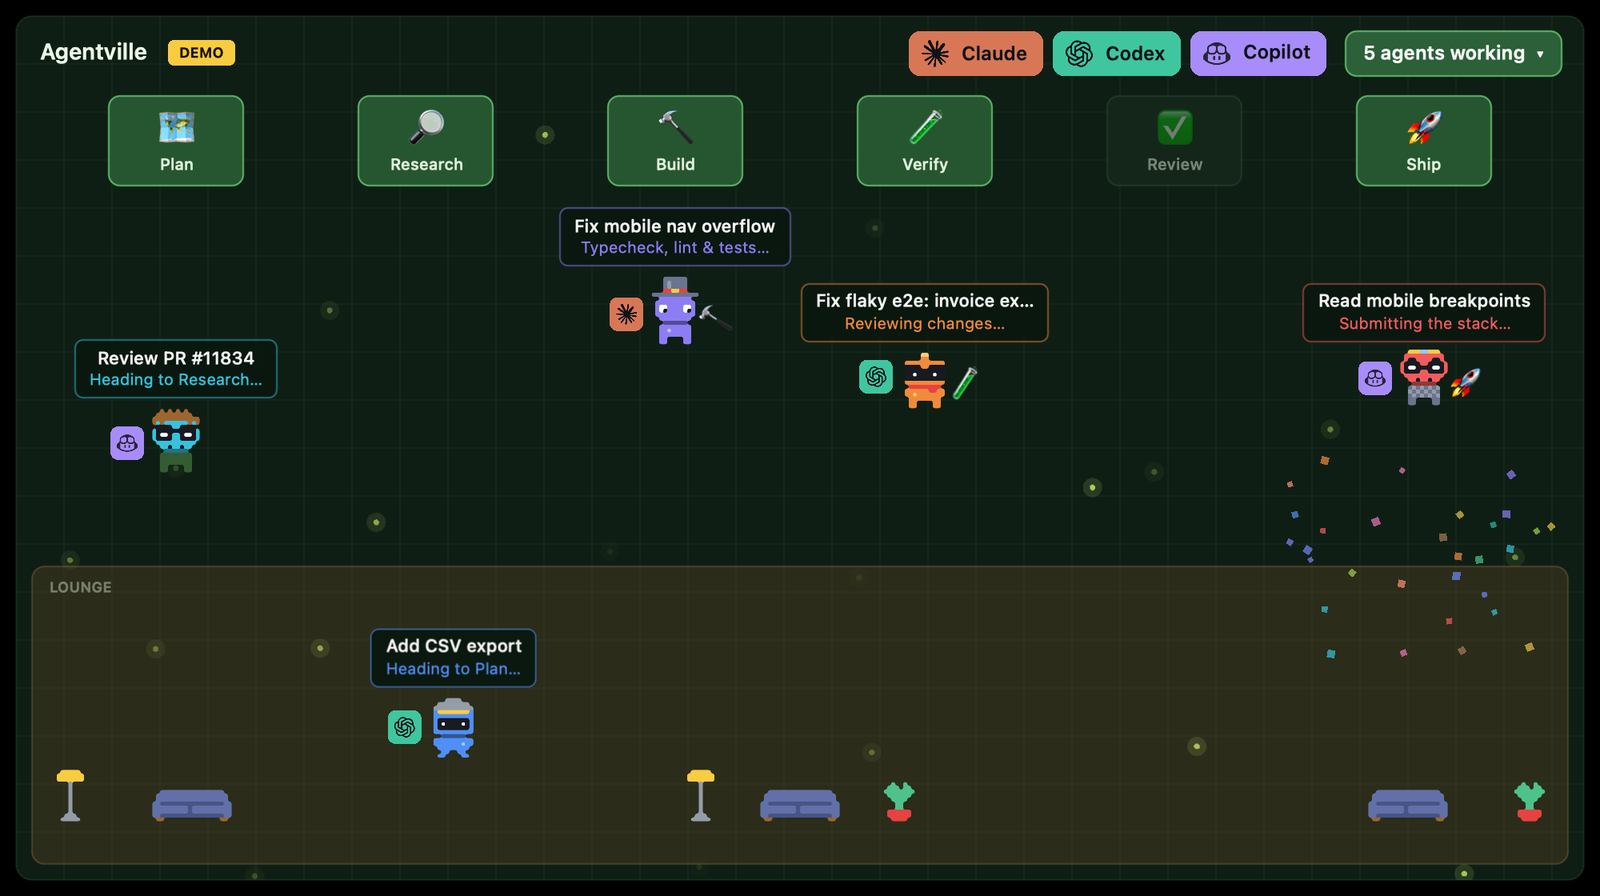 Agentville
DEMO
Claude
Codex
Copilot
5 agents working
Plan
Research
Build
Verify
Review
Ship
Fix mobile nav overflow
Typecheck, lint & tests...
Fix flaky e2e: invoice ex...
Reviewing changes...
Read mobile breakpoints
Submitting the stack...
Review PR #11834
Heading to Research...
LOUNGE
Add CSV export
Heading to Plan...